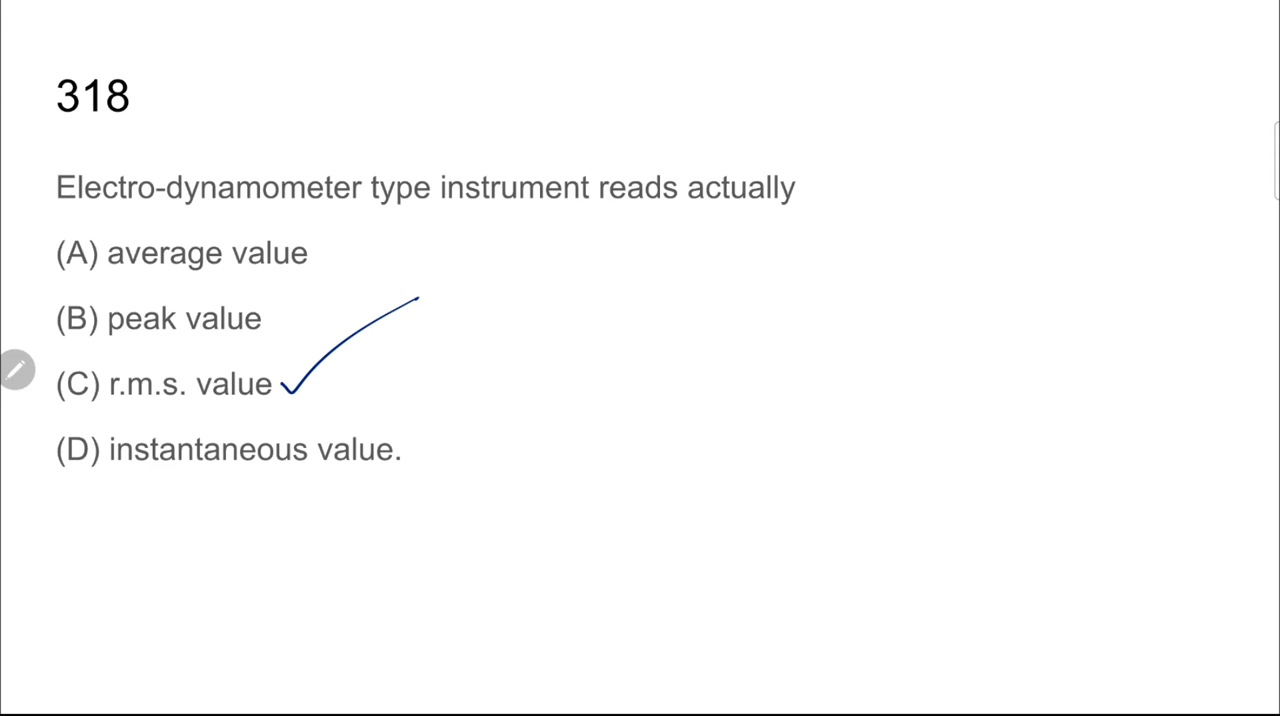 318
Electro-dynamometer type instrument reads actually
(A) average value
(B) peak value
(C) r.m.s. value
(D) instantaneous value.